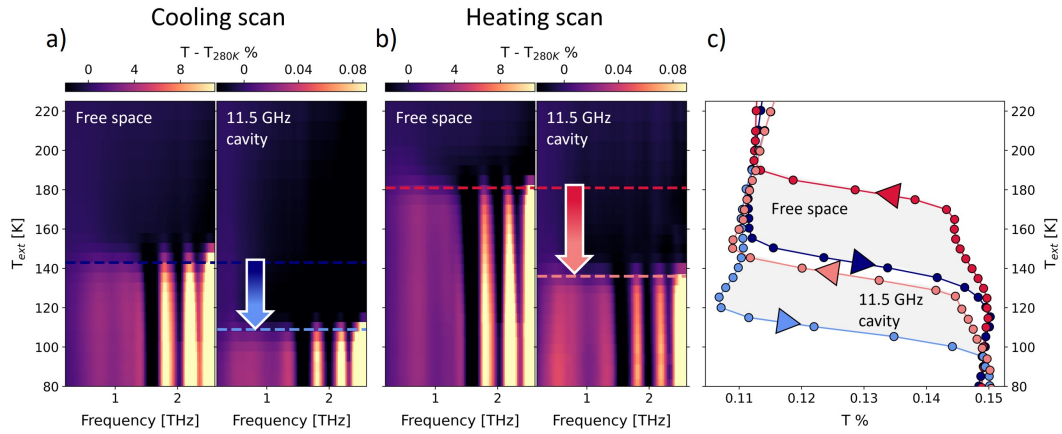 Cooling scan
Heating scan
a)
b)
c)
T - T280K %
T - T280K %
0 4 8
0 0.04 0.08
0 4 8
0 0.04 0.08
Free space
11.5 GHz
cavity
Free space
11.5 GHz
cavity
220
200
180
160
140
120
100
80
Text [K]
1 2
1 2
1 2
1 2
Frequency [THz]
Frequency [THz]
Frequency [THz]
Frequency [THz]
Free space
11.5 GHz
cavity
220
200
180
160
140
120
100
80
Text [K]
0.11 0.12 0.13 0.14 0.15
T %